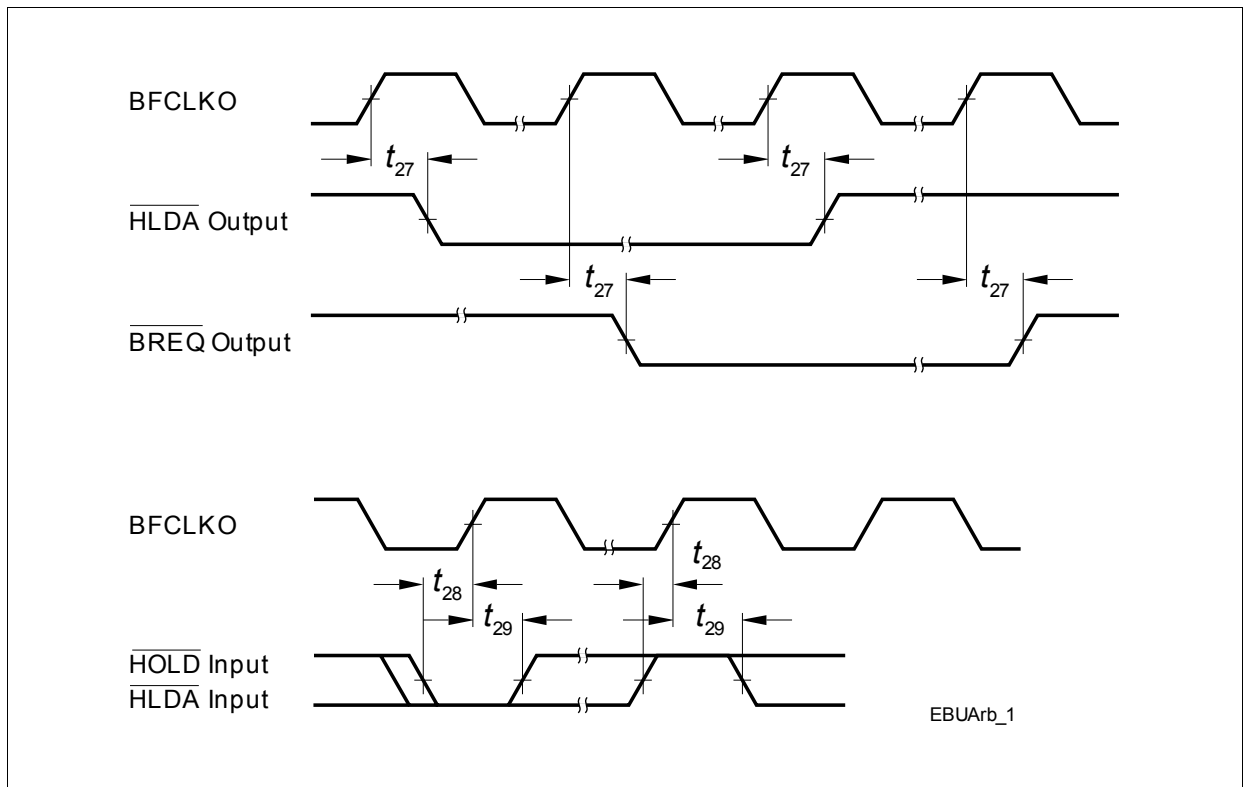 BFCLKO
t27 t27
HLDA Output
t27 t27
BREQ Output
BFCLKO
t28 t28
t29 t29
HOLD Input
HLDA Input
EBUArb_1